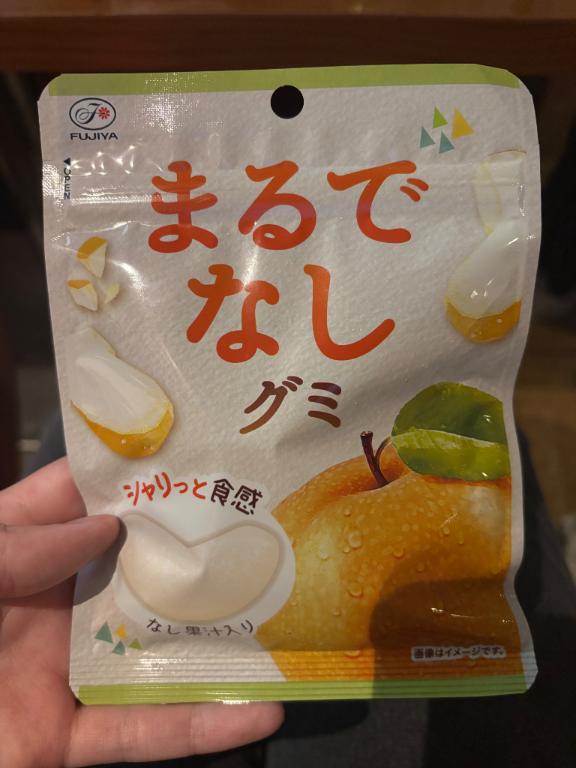 FUJIYA
OPEN
まるで
なし
グミ
シャリっと食感
なし果汁入り
画像はイメージです。